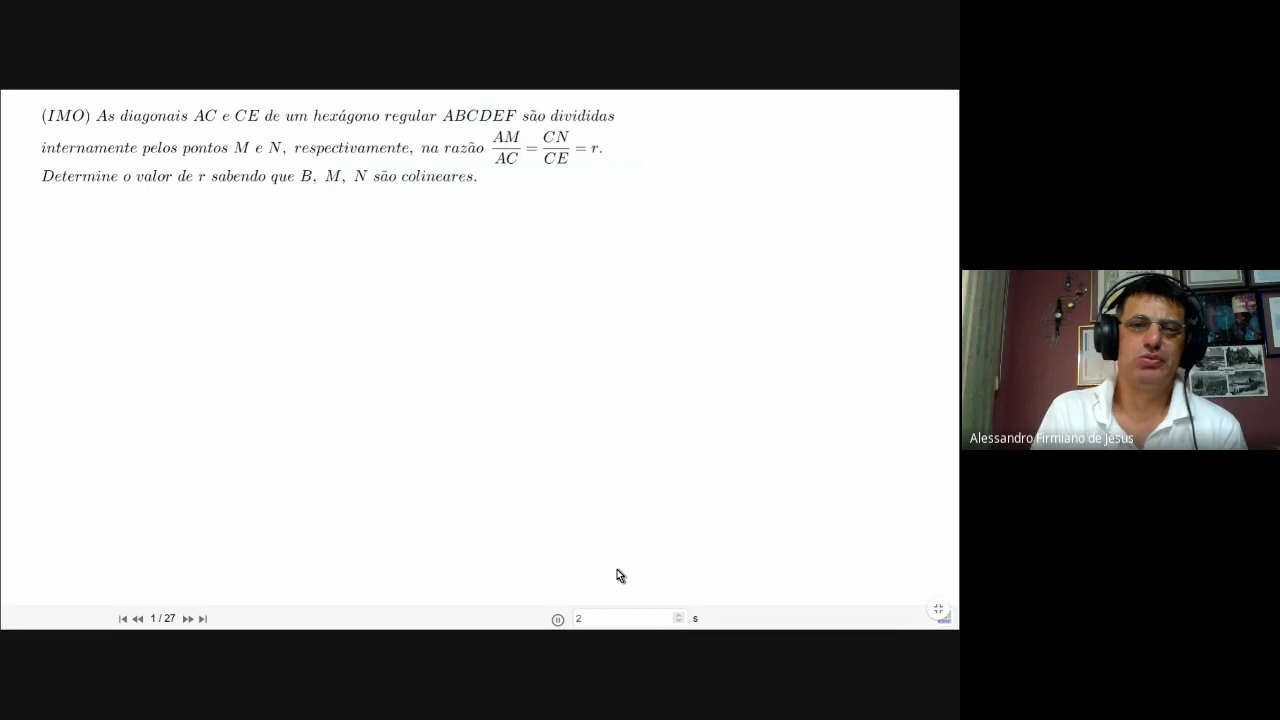 (IMO) As diagonais AC e CE de um hexágono regular ABCDEF são divididas
internamente pelos pontos M e N, respectivamente, na razão AM/AC = CN/CE = r.
Determine o valor de r sabendo que B, M, N são colineares.
Alessandro Firmiano de Jesus
1 / 27
2
s